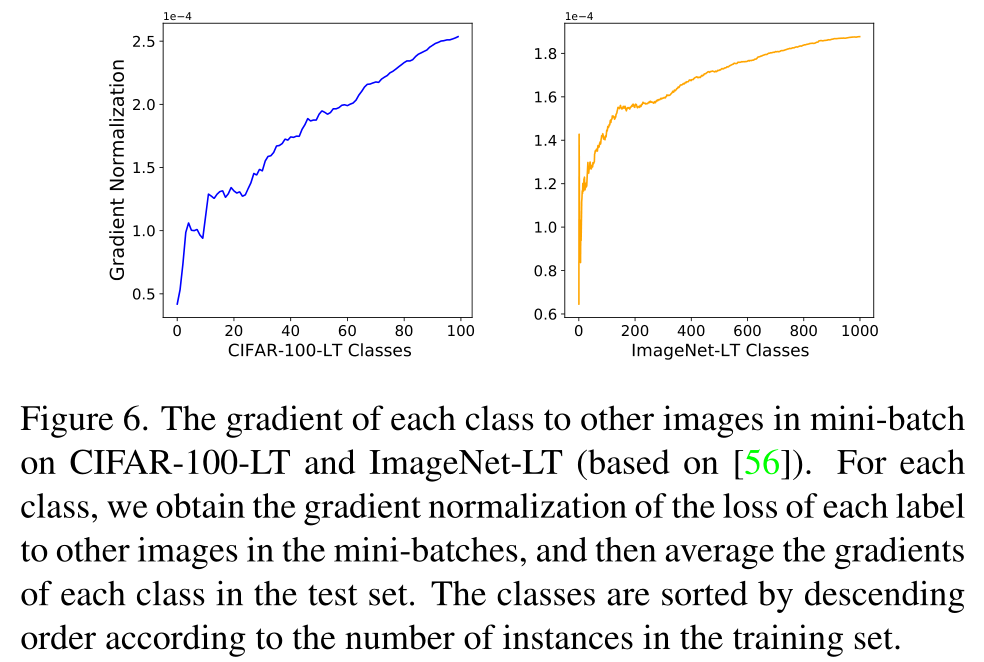 1e−4
2.5
2.0
1.5
1.0
0.5
Gradient Normalization
0 20 40 60 80 100
CIFAR-100-LT Classes
1e−4
1.8
1.6
1.4
1.2
1.0
0.8
0.6
0 200 400 600 800 1000
ImageNet-LT Classes
Figure 6. The gradient of each class to other images in mini-batch
on CIFAR-100-LT and ImageNet-LT (based on [56]). For each
class, we obtain the gradient normalization of the loss of each label
to other images in the mini-batches, and then average the gradients
of each class in the test set. The classes are sorted by descending
order according to the number of instances in the training set.